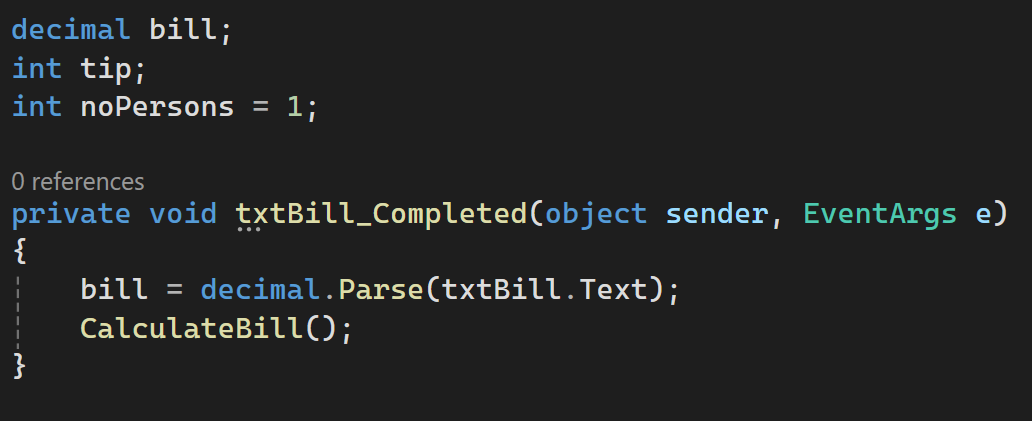 decimal bill;
int tip;
int noPersons = 1;
0 references
private void txtBill_Completed(object sender, EventArgs e)
{
bill = decimal.Parse(txtBill.Text);
CalculateBill();
}